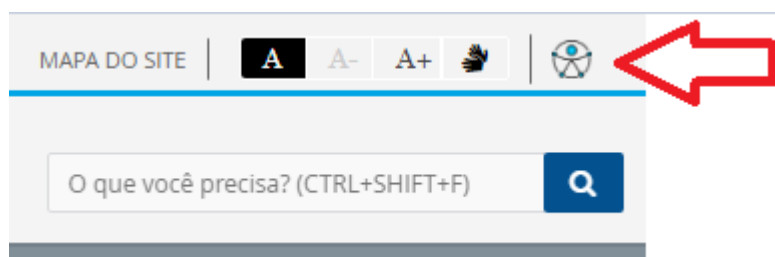 MAPA DO SITE A A- A+
O que você precisa? (CTRL+SHIFT+F)